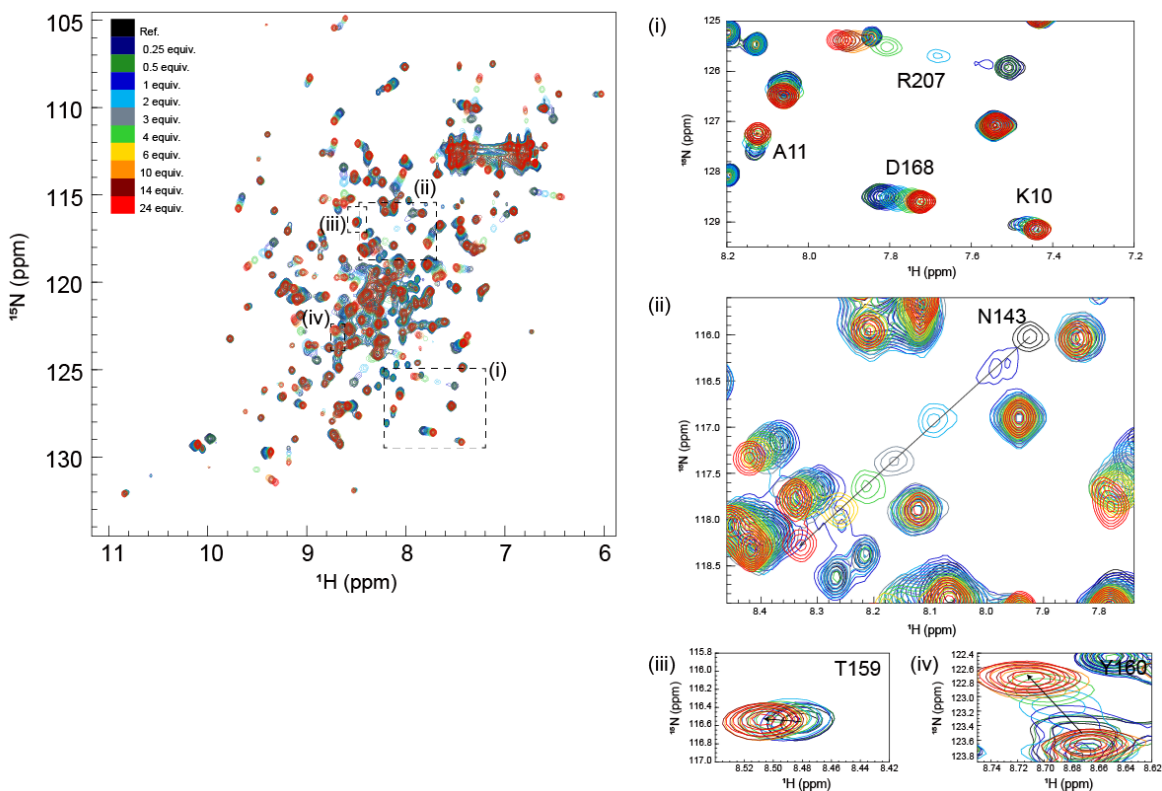 105
110
115
120
125
130
¹⁵N (ppm)
11
10
9
8
7
6
¹H (ppm)
Ref.
0.25 equiv.
0.5 equiv.
1 equiv.
2 equiv.
3 equiv.
4 equiv.
6 equiv.
10 equiv.
14 equiv.
24 equiv.
(ii)
(iii)
(iv)
(i)
(i)
125
126
127
128
129
¹⁵N (ppm)
R207
A11
D168
K10
8.2
8.0
7.8
7.6
7.4
7.2
¹H (ppm)
(ii)
116.0
116.5
117.0
117.5
118.0
118.5
¹⁵N (ppm)
N143
8.4
8.3
8.2
8.1
8.0
7.9
7.8
¹H (ppm)
(iii)
115.8
116.0
116.2
116.4
116.6
116.8
117.0
¹⁵N (ppm)
T159
8.52
8.50
8.48
8.46
8.44
8.42
¹H (ppm)
(iv)
122.4
122.6
122.8
123.0
123.2
123.4
123.6
123.8
¹⁵N (ppm)
Y160
8.75
8.70
8.68
8.66
8.64
8.62
¹H (ppm)